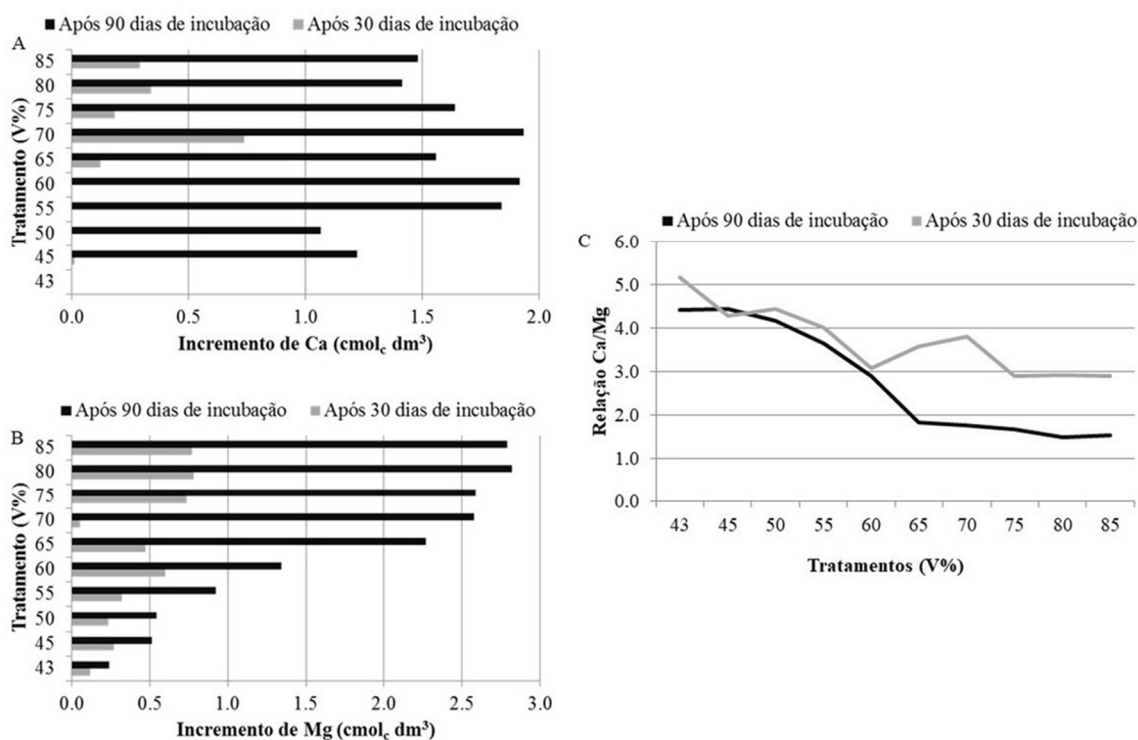 A
Após 90 dias de incubação Após 30 dias de incubação
Tratamento (V%)
85
80
75
70
65
60
55
50
45
43
0.0 0.5 1.0 1.5 2.0
Incremento de Ca (cmolc dm³)
B
Após 90 dias de incubação Após 30 dias de incubação
Tratamento (V%)
85
80
75
70
65
60
55
50
45
43
0.0 0.5 1.0 1.5 2.0 2.5 3.0
Incremento de Mg (cmolc dm³)
C
Após 90 dias de incubação Após 30 dias de incubação
Relação Ca/Mg
6.0
5.0
4.0
3.0
2.0
1.0
0.0
43 45 50 55 60 65 70 75 80 85
Tratamentos (V%)